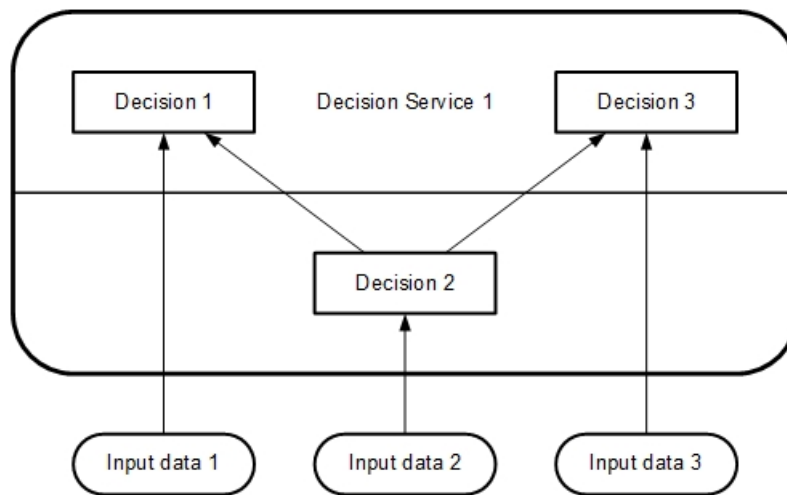 Decision 1
Decision Service 1
Decision 3
Decision 2
Input data 1
Input data 2
Input data 3